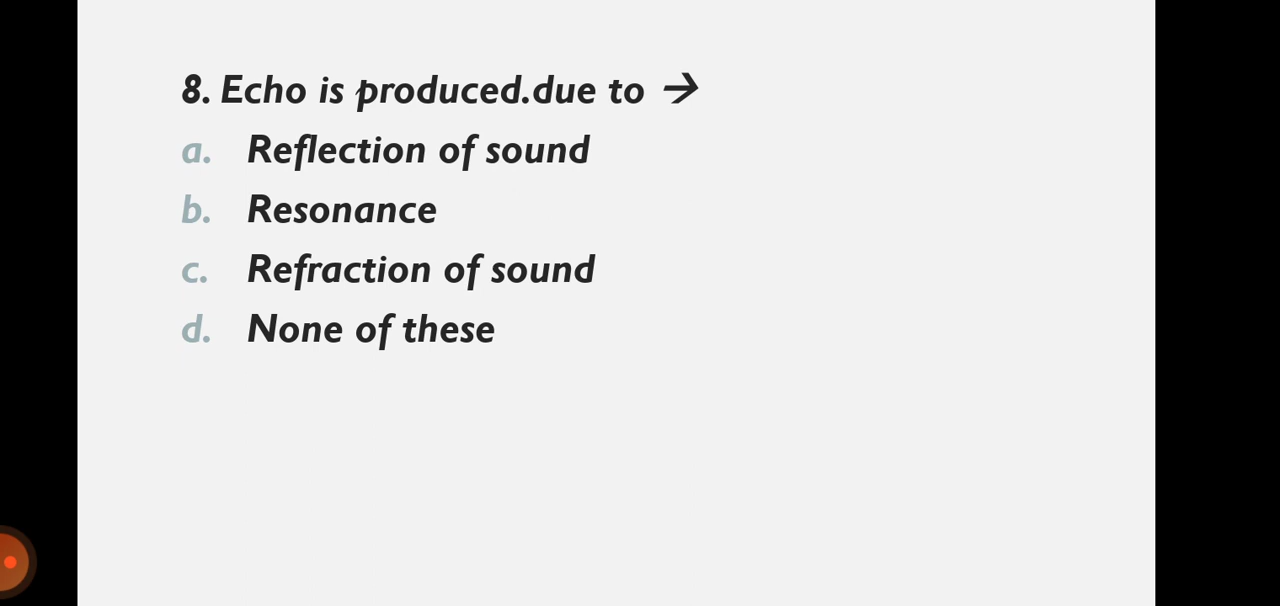 8. Echo is produced.due to →
a. Reflection of sound
b. Resonance
c. Refraction of sound
d. None of these